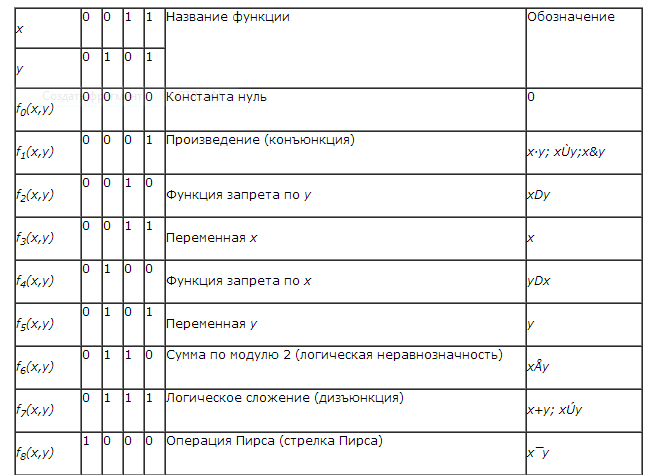 x 0 0 1 1 Название функции Обозначение
y 0 1 0 1
f0(x,y) 0 0 0 0 Константа нуль 0
f1(x,y) 0 0 0 1 Произведение (конъюнкция) x·y; xÙy;x&y
f2(x,y) 0 0 1 0 Функция запрета по y xDy
f3(x,y) 0 0 1 1 Переменная x x
f4(x,y) 0 1 0 0 Функция запрета по x yDx
f5(x,y) 0 1 0 1 Переменная y y
f6(x,y) 0 1 1 0 Сумма по модулю 2 (логическая неравнозначность) xÅy
f7(x,y) 0 1 1 1 Логическое сложение (дизъюнкция) x+y; xÚy
f8(x,y) 1 0 0 0 Операция Пирса (стрелка Пирса) x¯y